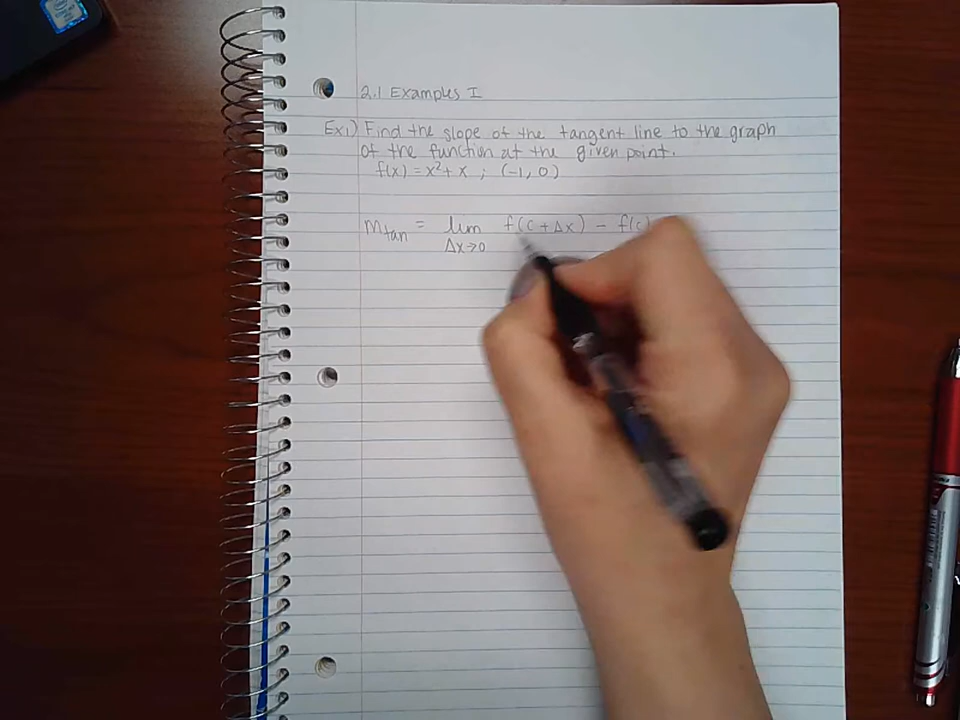 2.1 Examples I
Ex1) Find the slope of the tangent line to the graph
of the function at the given point.
f(x) = x² + x ; (-1, 0)
m_tan = lim f(c + Δx) - f(c)
Δx→0